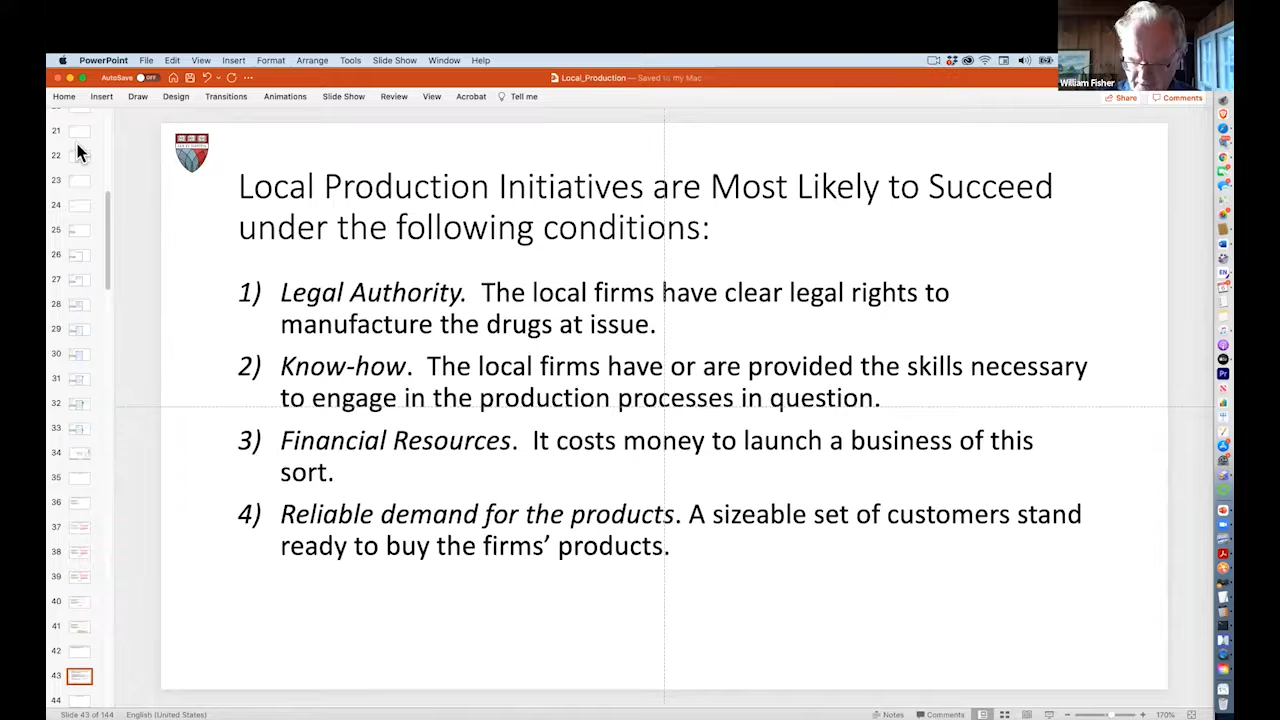 PowerPoint File Edit View Insert Format Arrange Tools Slide Show Window Help
William Fisher
AutoSave OFF
Local_Production — Saved to my Mac
Home Insert Draw Design Transitions Animations Slide Show Review View Acrobat Tell me
Share Comments
21
22
23
24
25
26
27
28
29
30
31
32
33
34
35
36
37
38
39
40
41
42
43
44
Local Production Initiatives are Most Likely to Succeed
under the following conditions:
1) Legal Authority. The local firms have clear legal rights to
manufacture the drugs at issue.
2) Know-how. The local firms have or are provided the skills necessary
to engage in the production processes in question.
3) Financial Resources. It costs money to launch a business of this
sort.
4) Reliable demand for the products. A sizeable set of customers stand
ready to buy the firms’ products.
EN
Pr
Slide 43 of 144 English (United States) Notes Comments 170%